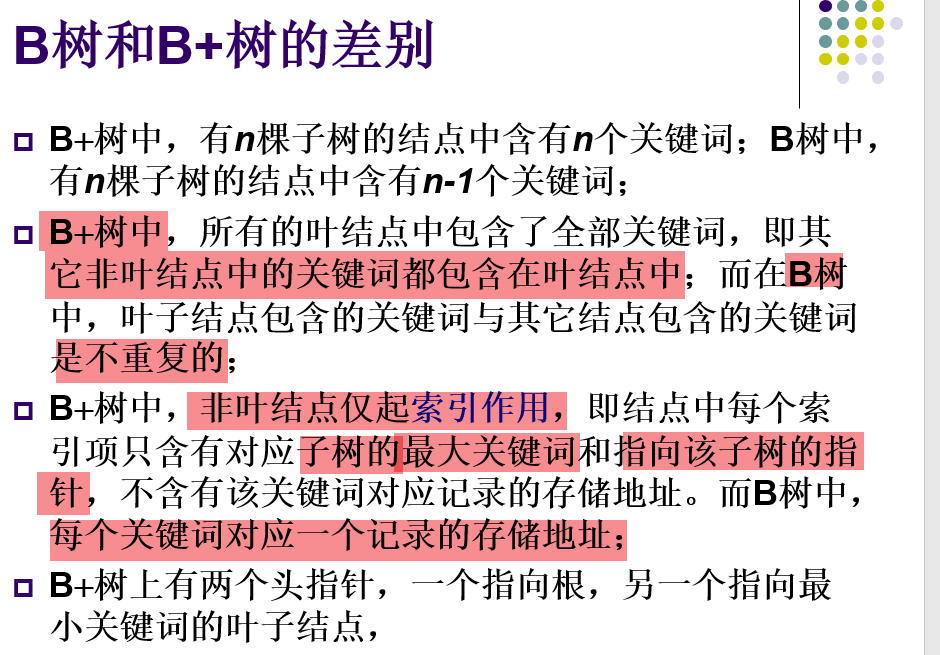 B树和B+树的差别
B+树中，有n棵子树的结点中含有n个关键词；B树中，
有n棵子树的结点中含有n-1个关键词；
B+树中，所有的叶结点中包含了全部关键词，即其
它非叶结点中的关键词都包含在叶结点中；而在B树
中，叶子结点包含的关键词与其它结点包含的关键词
是不重复的；
B+树中，非叶结点仅起索引作用，即结点中每个索
引项只含有对应子树的最大关键词和指向该子树的指
针，不含有该关键词对应记录的存储地址。而B树中，
每个关键词对应一个记录的存储地址；
B+树上有两个头指针，一个指向根，另一个指向最
小关键词的叶子结点，